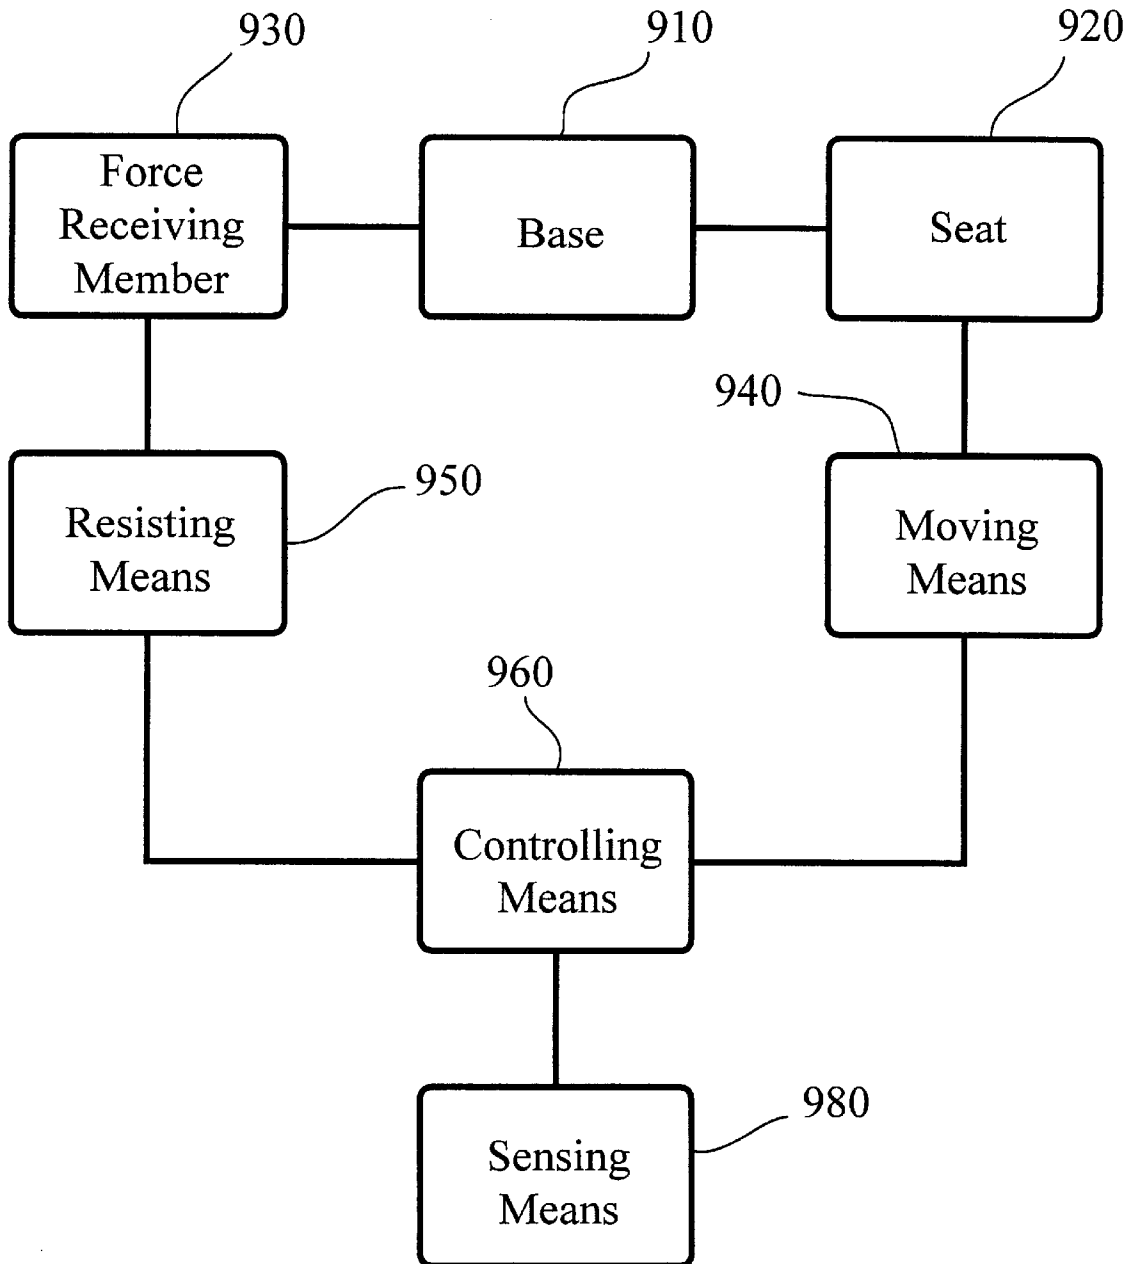 930
910
920
Force
Receiving
Member
Base
Seat
940
950
Resisting
Means
Moving
Means
960
Controlling
Means
980
Sensing
Means